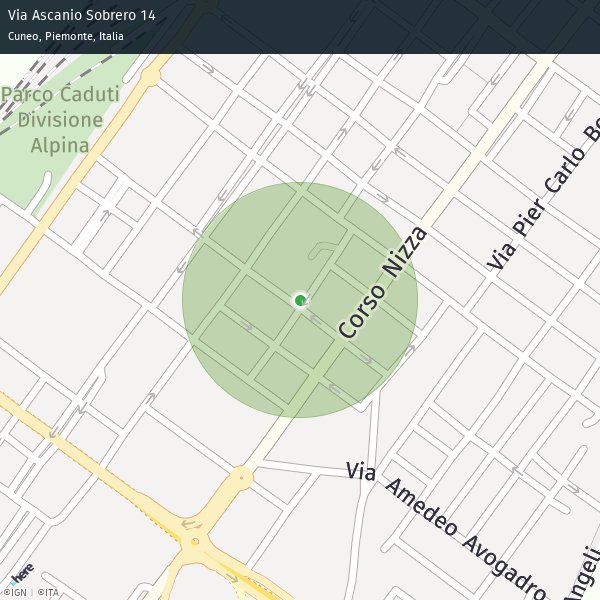 Via Ascanio Sobrero 14
Cuneo, Piemonte, Italia
Parco Caduti
Divisione
Alpina
Via Pier Carlo Bo
Corso Nizza
Via Amedeo Avogadro
Angeli
here
©IGN | ©ITA